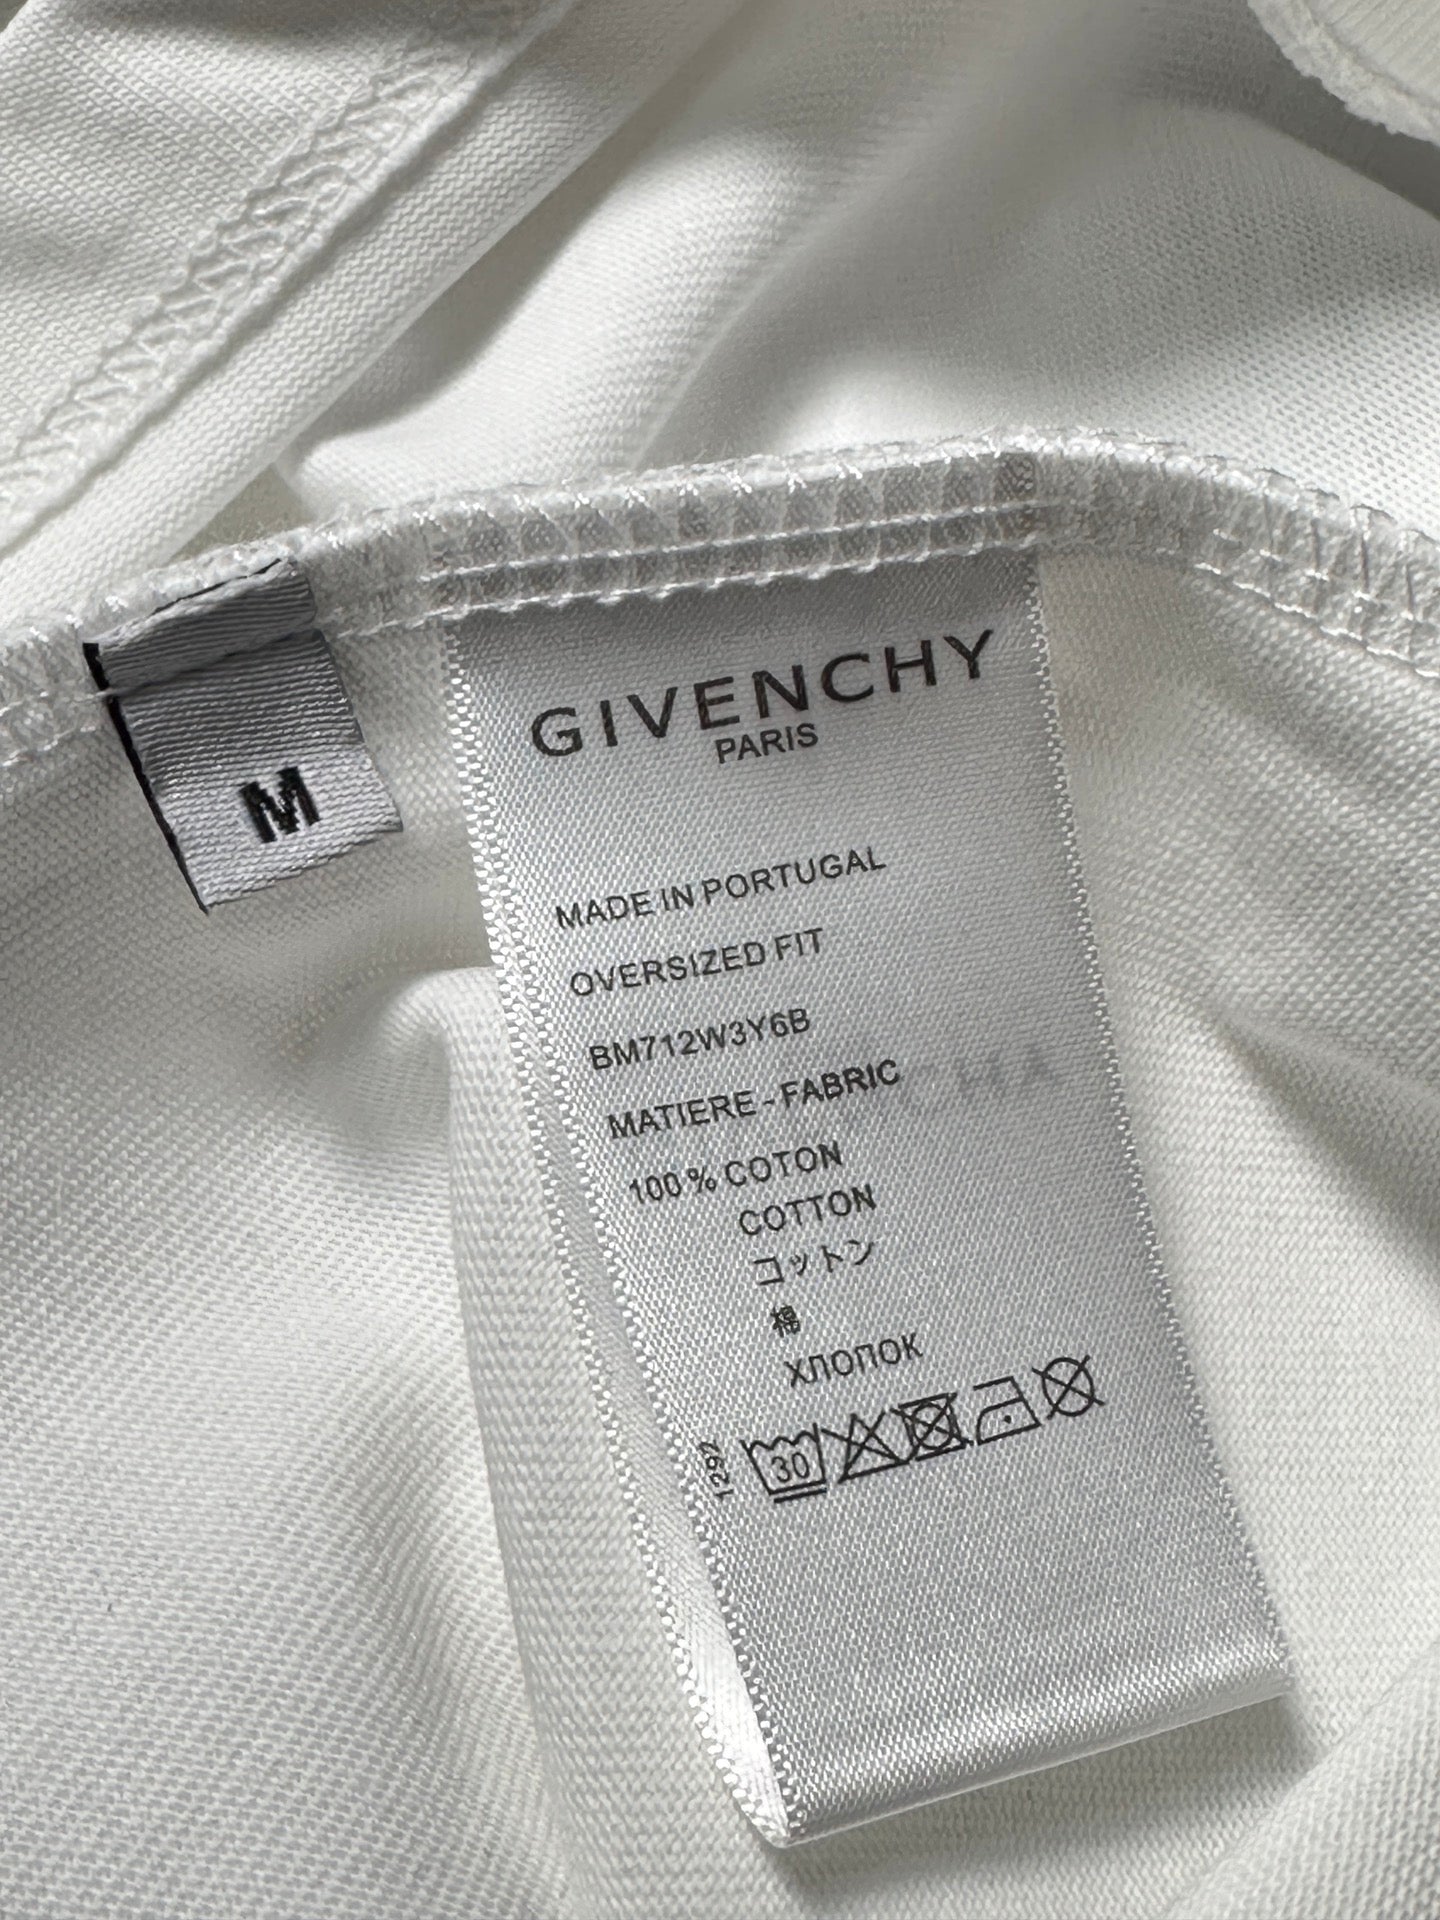 M
GIVENCHY
PARIS
MADE IN PORTUGAL
OVERSIZED FIT
BM712W3Y6B
MATIERE - FABRIC
100 % COTON
COTTON
コットン
棉
ХЛОПОК
1292
30